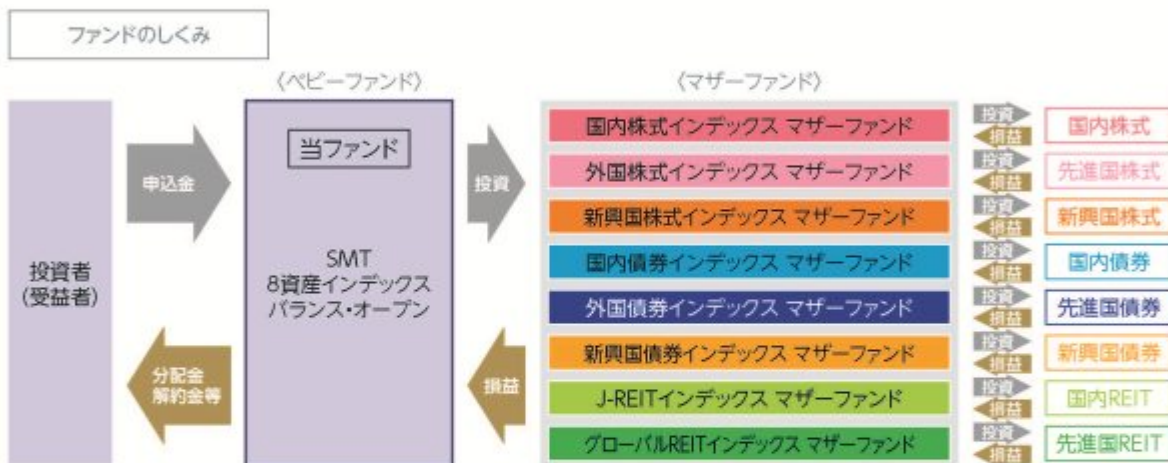 ファンドのしくみ
〈ベビーファンド〉
〈マザーファンド〉
投資者
(受益者)
申込金
分配金
解約金等
当ファンド
SMT
8資産インデックス
バランス・オープン
投資
損益
国内株式インデックス マザーファンド
投資
損益
国内株式
外国株式インデックス マザーファンド
投資
損益
先進国株式
新興国株式インデックス マザーファンド
投資
損益
新興国株式
国内債券インデックス マザーファンド
投資
損益
国内債券
外国債券インデックス マザーファンド
投資
損益
先進国債券
新興国債券インデックス マザーファンド
投資
損益
新興国債券
J-REITインデックス マザーファンド
投資
損益
国内REIT
グローバルREITインデックス マザーファンド
投資
損益
先進国REIT